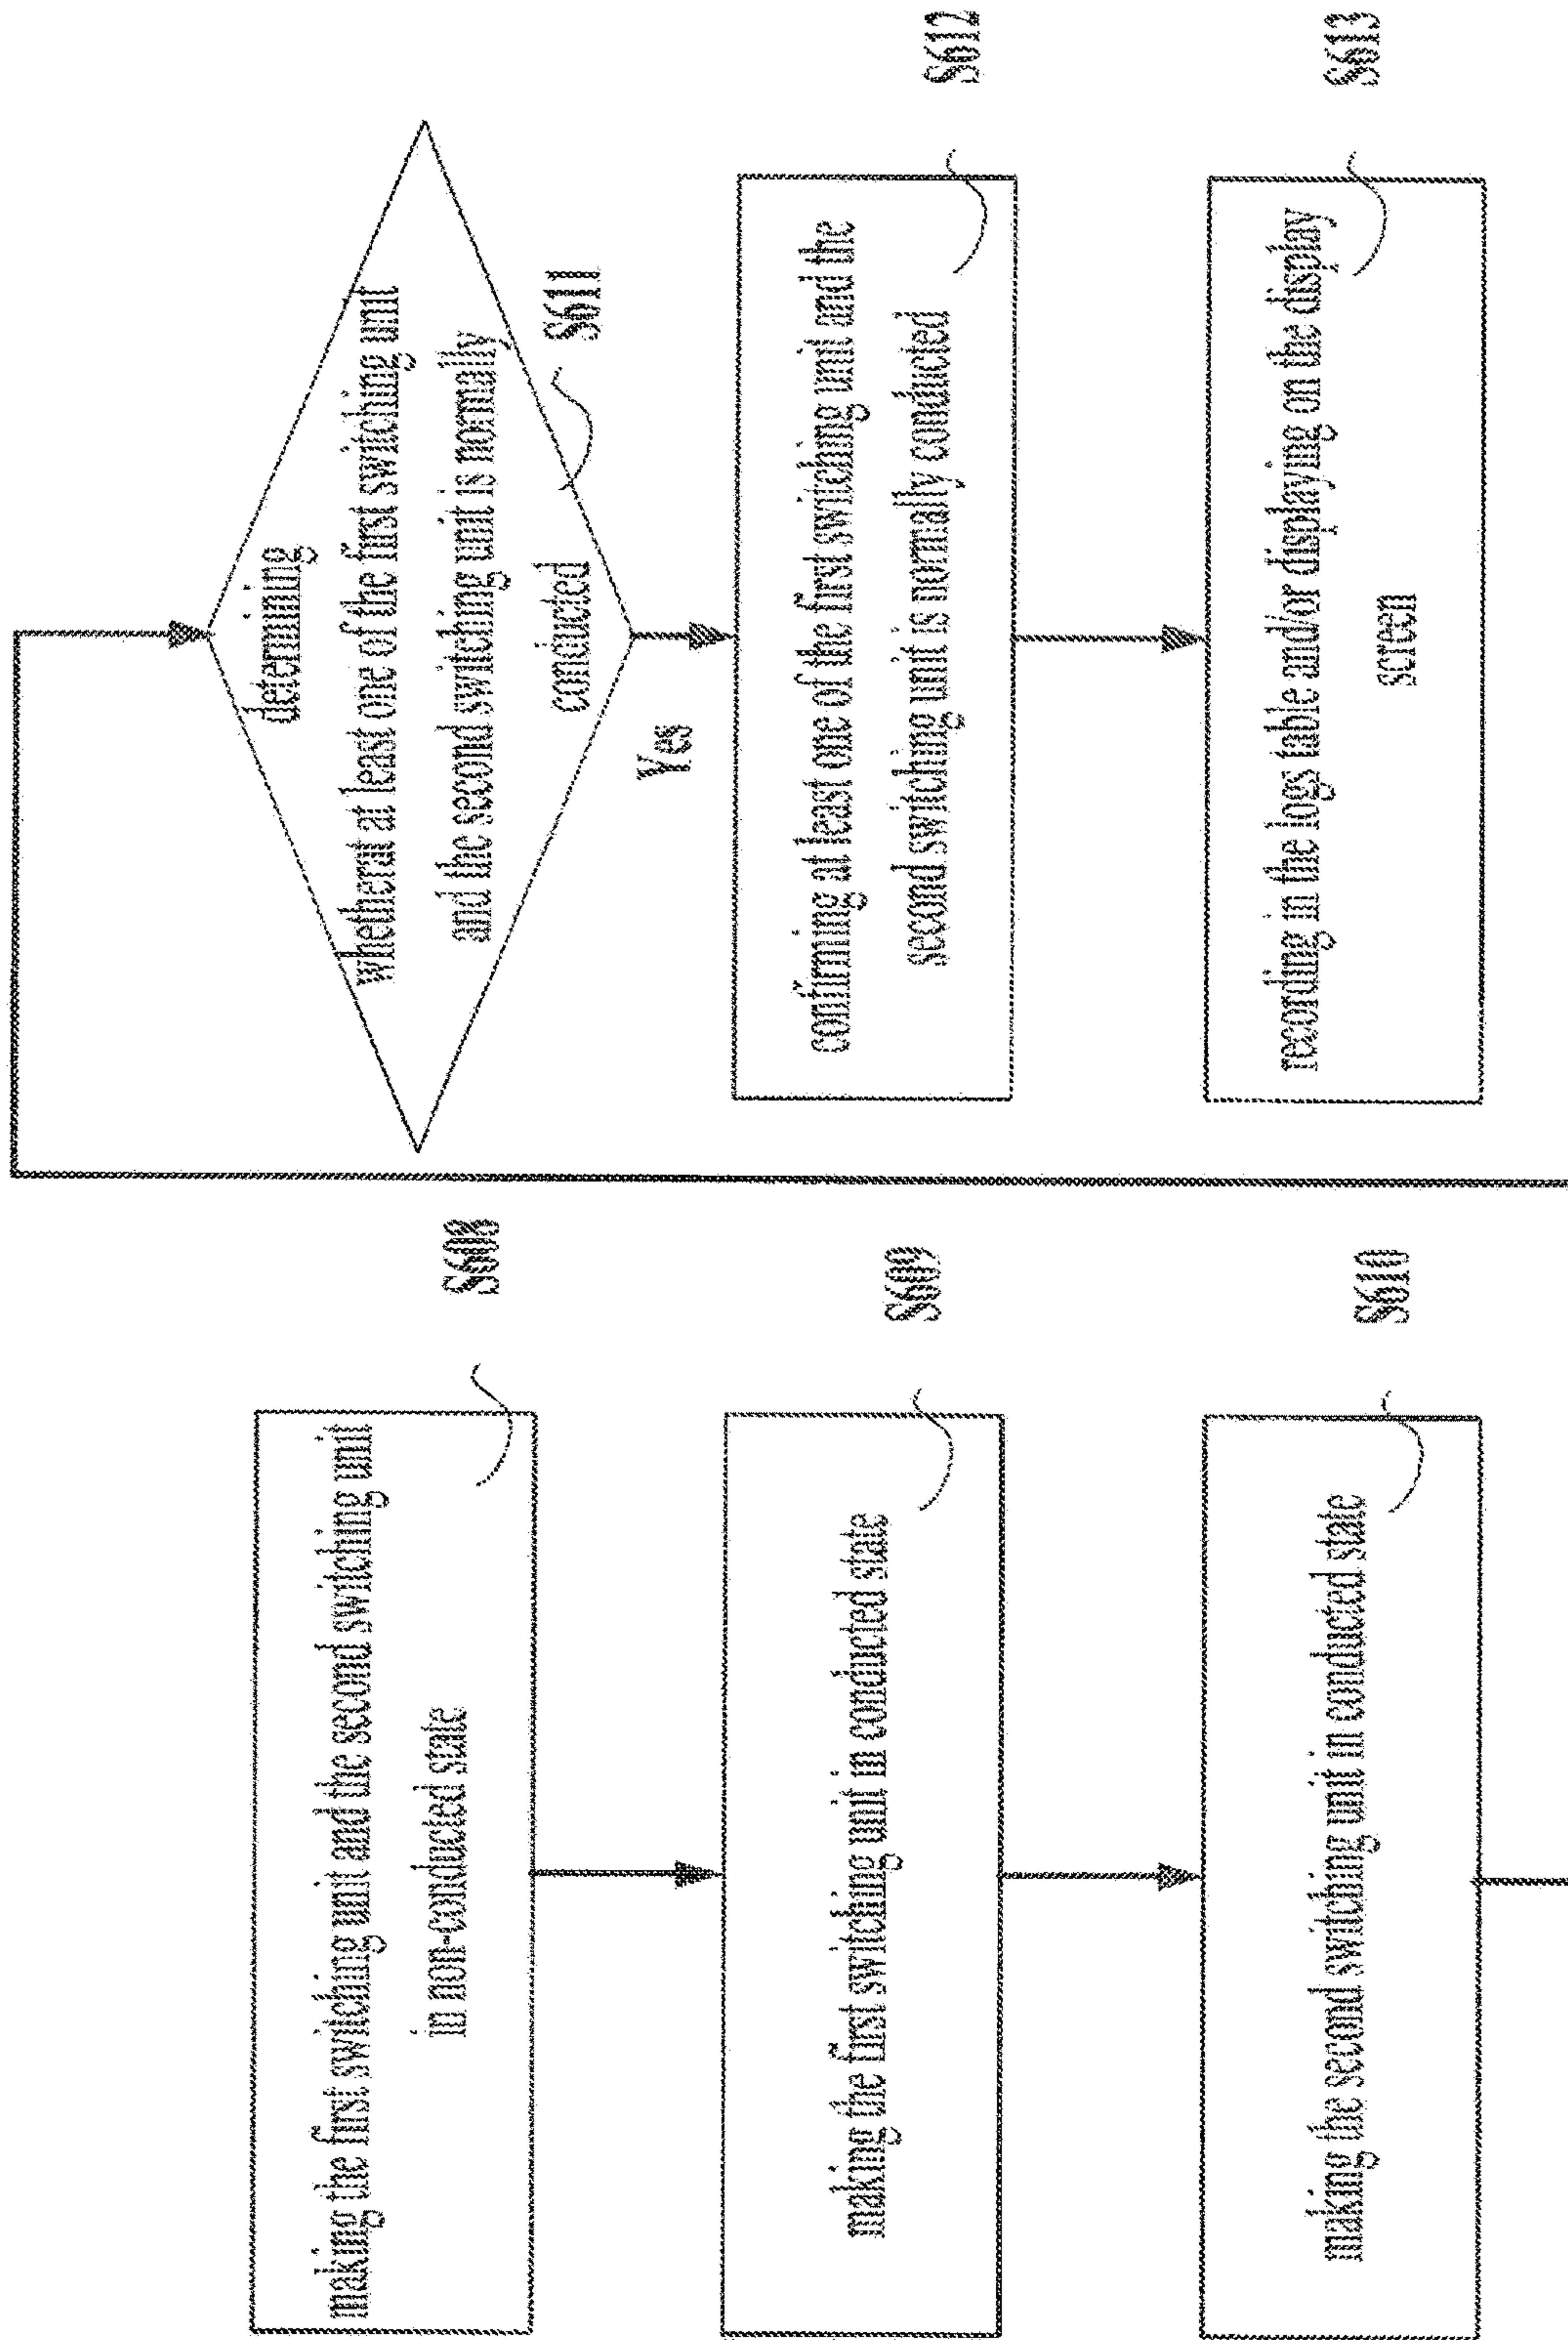 making the first switching unit and the second switching unit
in non-conducted state
S608
making the first switching unit in conducted state
S609
making the second switching unit in conducted state
S610
determining
whetherat at least one of the first switching unit
and the second switching unit is normally
conducted
S611
Yes
confirming at least one of the first switching unit and the
second switching unit is normally conducted
S612
recording in the logs table and/or displaying on the display
screen
S613